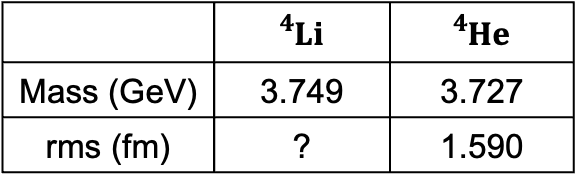 ⁴Li ⁴He
Mass (GeV) 3.749 3.727
rms (fm) ? 1.590